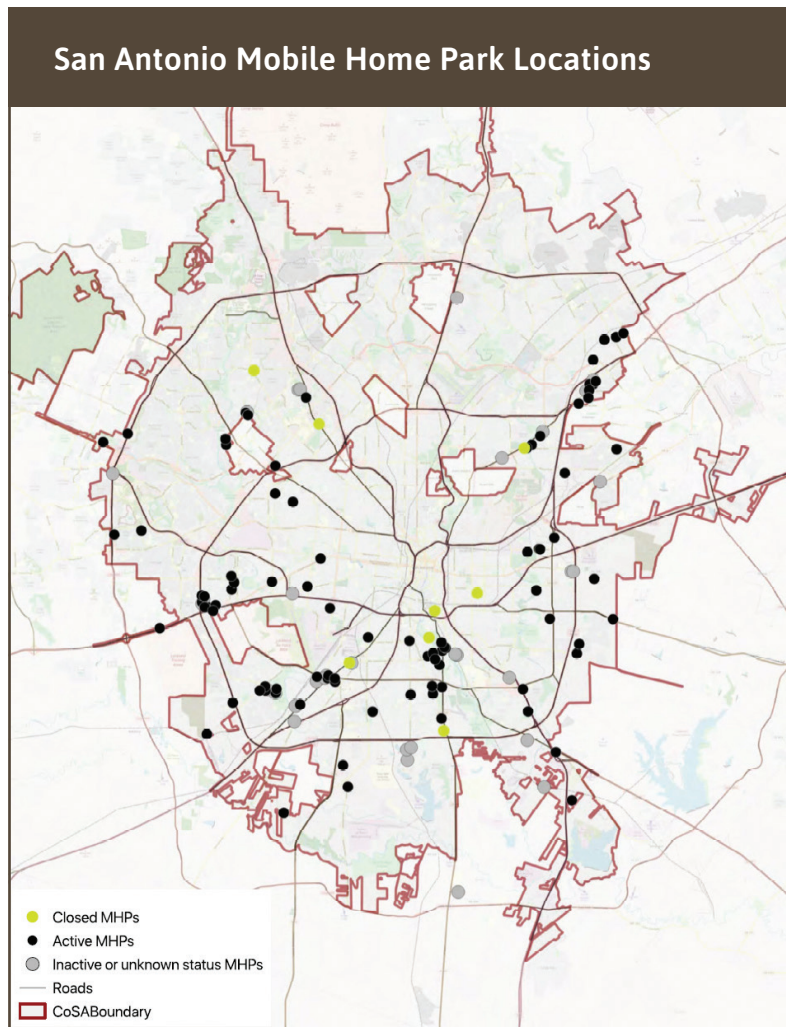 San Antonio Mobile Home Park Locations
Closed MHPs
Active MHPs
Inactive or unknown status MHPs
Roads
CoSABoundary